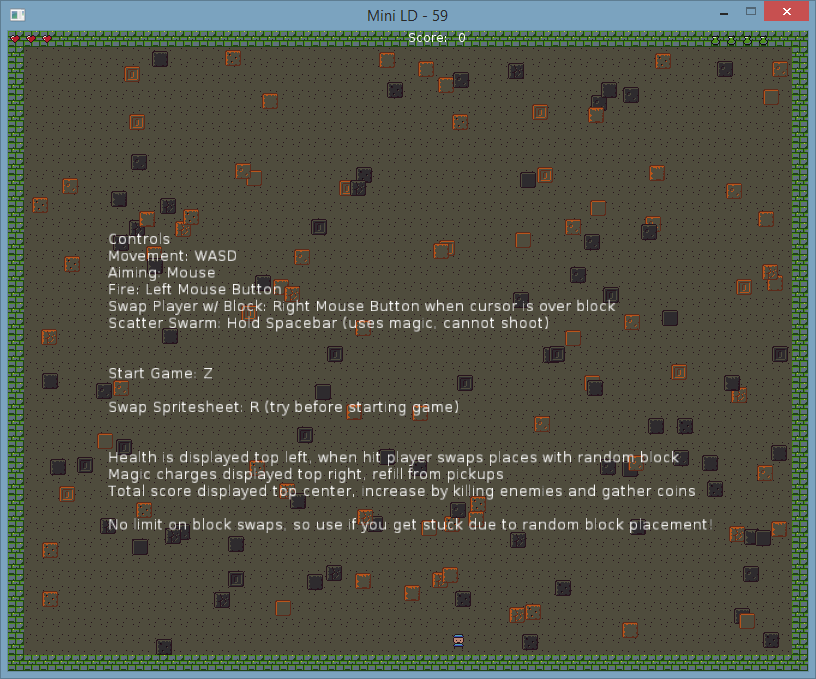 Mini LD - 59
Score: 0
Controls
Movement: WASD
Aiming: Mouse
Fire: Left Mouse Button
Swap Player w/ Block: Right Mouse Button when cursor is over block
Scatter Swarm: Hold Spacebar (uses magic, cannot shoot)
Start Game: Z
Swap Spritesheet: R (try before starting game)
Health is displayed top left, when hit player swaps places with random block
Magic charges displayed top right, refill from pickups
Total score displayed top center, increase by killing enemies and gather coins
No limit on block swaps, so use if you get stuck due to random block placement!